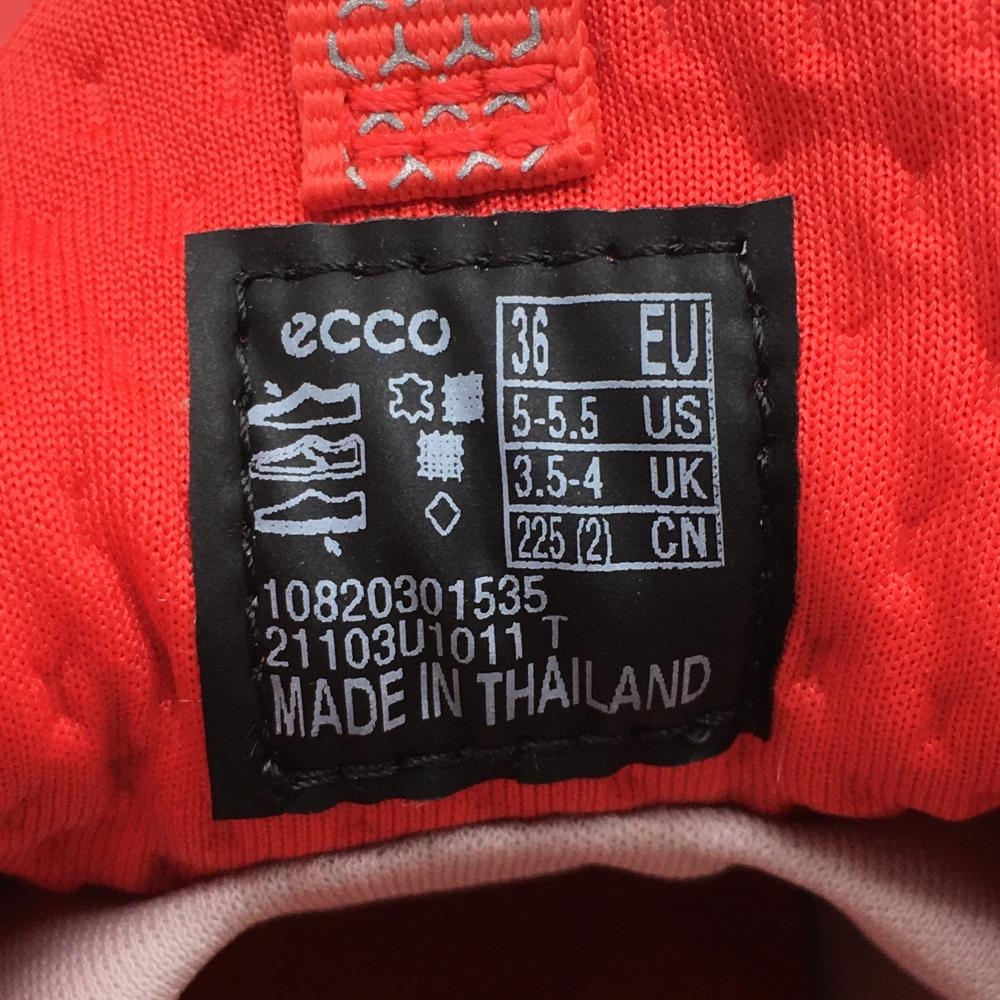 ecco
36 EU
5-5.5 US
3.5-4 UK
225 (2) CN
10820301535
21103U1011 T
MADE IN THAILAND